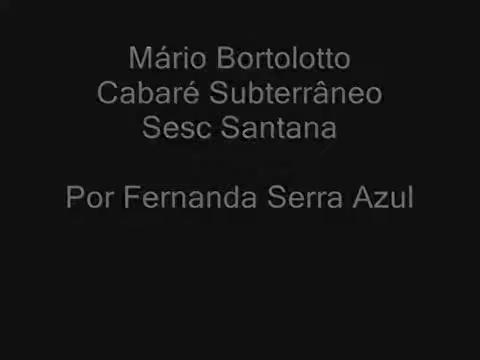 Mário Bortolotto
Cabaré Subterrâneo
Sesc Santana
Por Fernanda Serra Azul